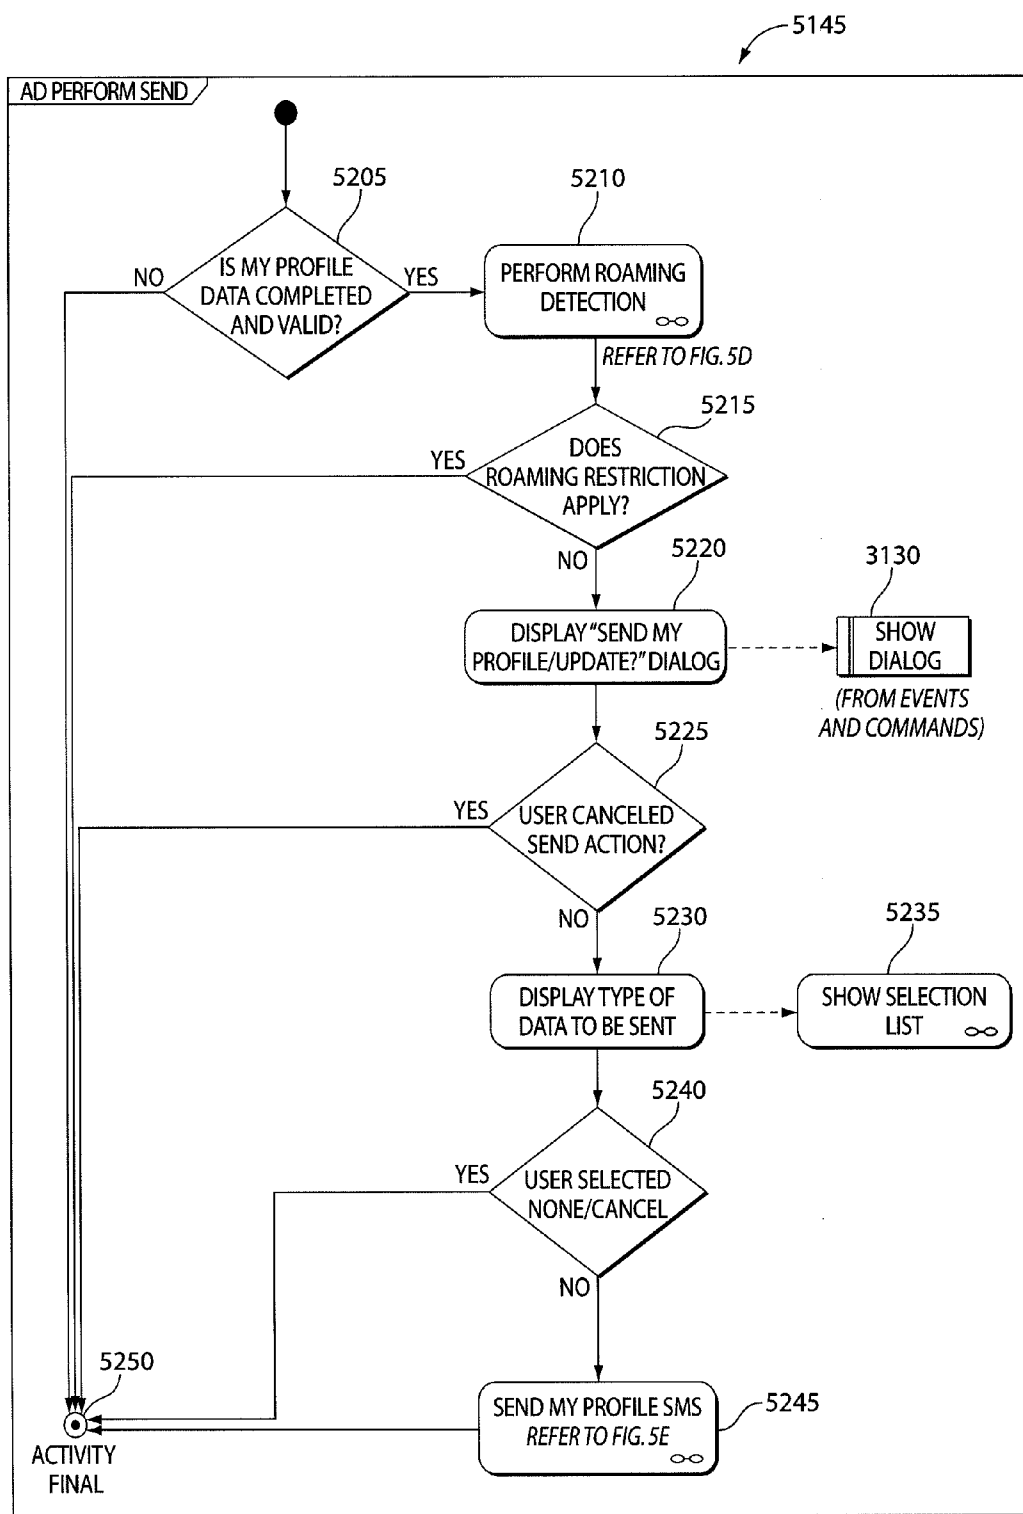 5145
AD PERFORM SEND
5205
5210
IS MY PROFILE
DATA COMPLETED
AND VALID?
NO
YES
PERFORM ROAMING
DETECTION
REFER TO FIG. 5D
5215
DOES
ROAMING RESTRICTION
APPLY?
YES
NO
5220
3130
DISPLAY "SEND MY
PROFILE/UPDATE?" DIALOG
SHOW
DIALOG
(FROM EVENTS
AND COMMANDS)
5225
YES
USER CANCELED
SEND ACTION?
NO
5230
5235
DISPLAY TYPE OF
DATA TO BE SENT
SHOW SELECTION
LIST
5240
YES
USER SELECTED
NONE/CANCEL
NO
5250
SEND MY PROFILE SMS
REFER TO FIG. 5E
5245
ACTIVITY
FINAL